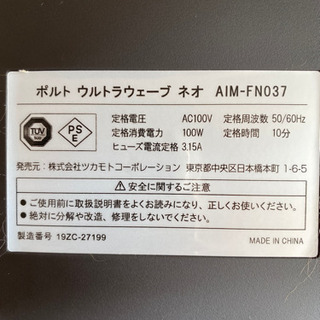 ポルト ウルトラウェーブ ネオ AIM-FN037
TÜV
PS
E
定格電圧 AC100V 定格周波数 50/60Hz
定格消費電力 100W 定格時間 10分
ヒューズ電流定格 3.15A
発売元：株式会社ツカモトコーポレーション 東京都中央区日本橋本町 1-6-5
安全に関するご注意
●ご使用前に取扱説明書をよくお読みになり、正しくお使いください。
●絶対に分解や改造、修理をしないでください。
製造番号 19ZC-27199 MADE IN CHINA